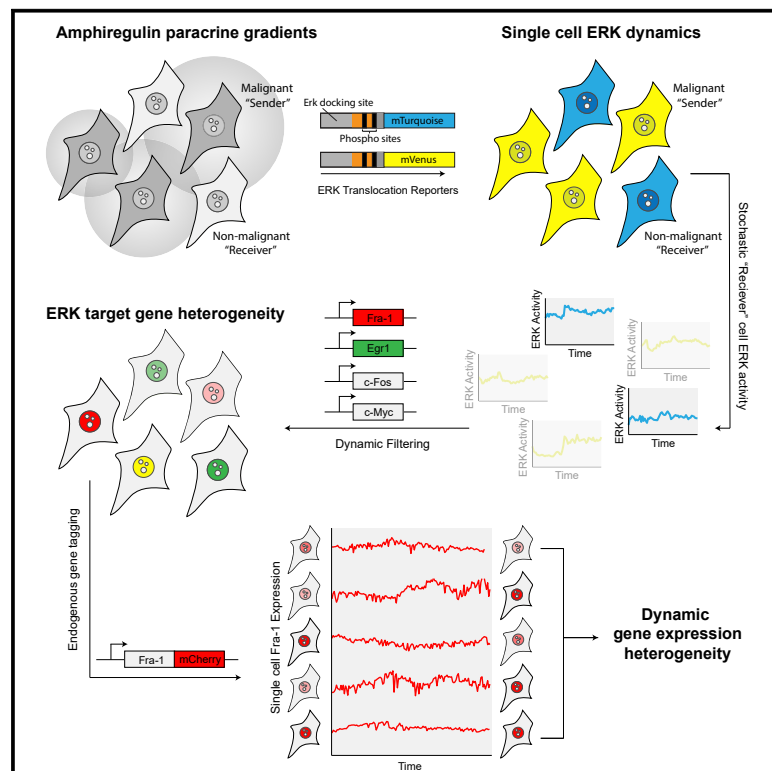 Amphiregulin paracrine gradients
Malignant
"Sender"
Non-malignant
"Receiver"
Erk docking site
mTurquoise
Phospho sites
mVenus
ERK Translocation Reporters
Single cell ERK dynamics
Malignant
"Sender"
Non-malignant
"Receiver"
Stochastic "Reciever" cell ERK activity
ERK Activity
Time
ERK Activity
Time
ERK Activity
Time
ERK Activity
Time
ERK Activity
Time
ERK target gene heterogeneity
Fra-1
Egr1
c-Fos
c-Myc
Dynamic Filtering
Endogenous gene tagging
Fra-1
mCherry
Single cell Fra-1 Expression
Time
Dynamic
gene expression
heterogeneity